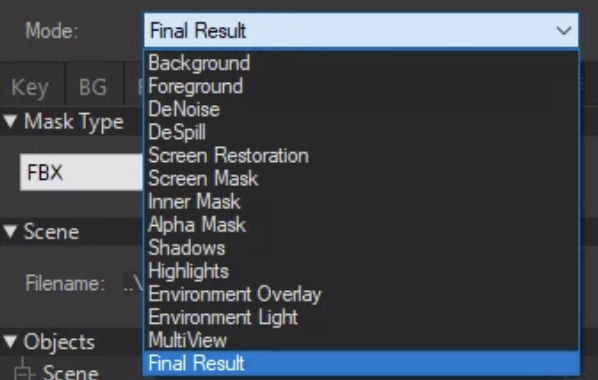 Mode: Final Result
Background
Key BG
Foreground
DeNoise
Mask Type
DeSpill
Screen Restoration
FBX
Screen Mask
Inner Mask
Alpha Mask
Scene
Shadows
Highlights
Filename: ..\
Environment Overlay
Environment Light
Objects
MultiView
Scene
Final Result